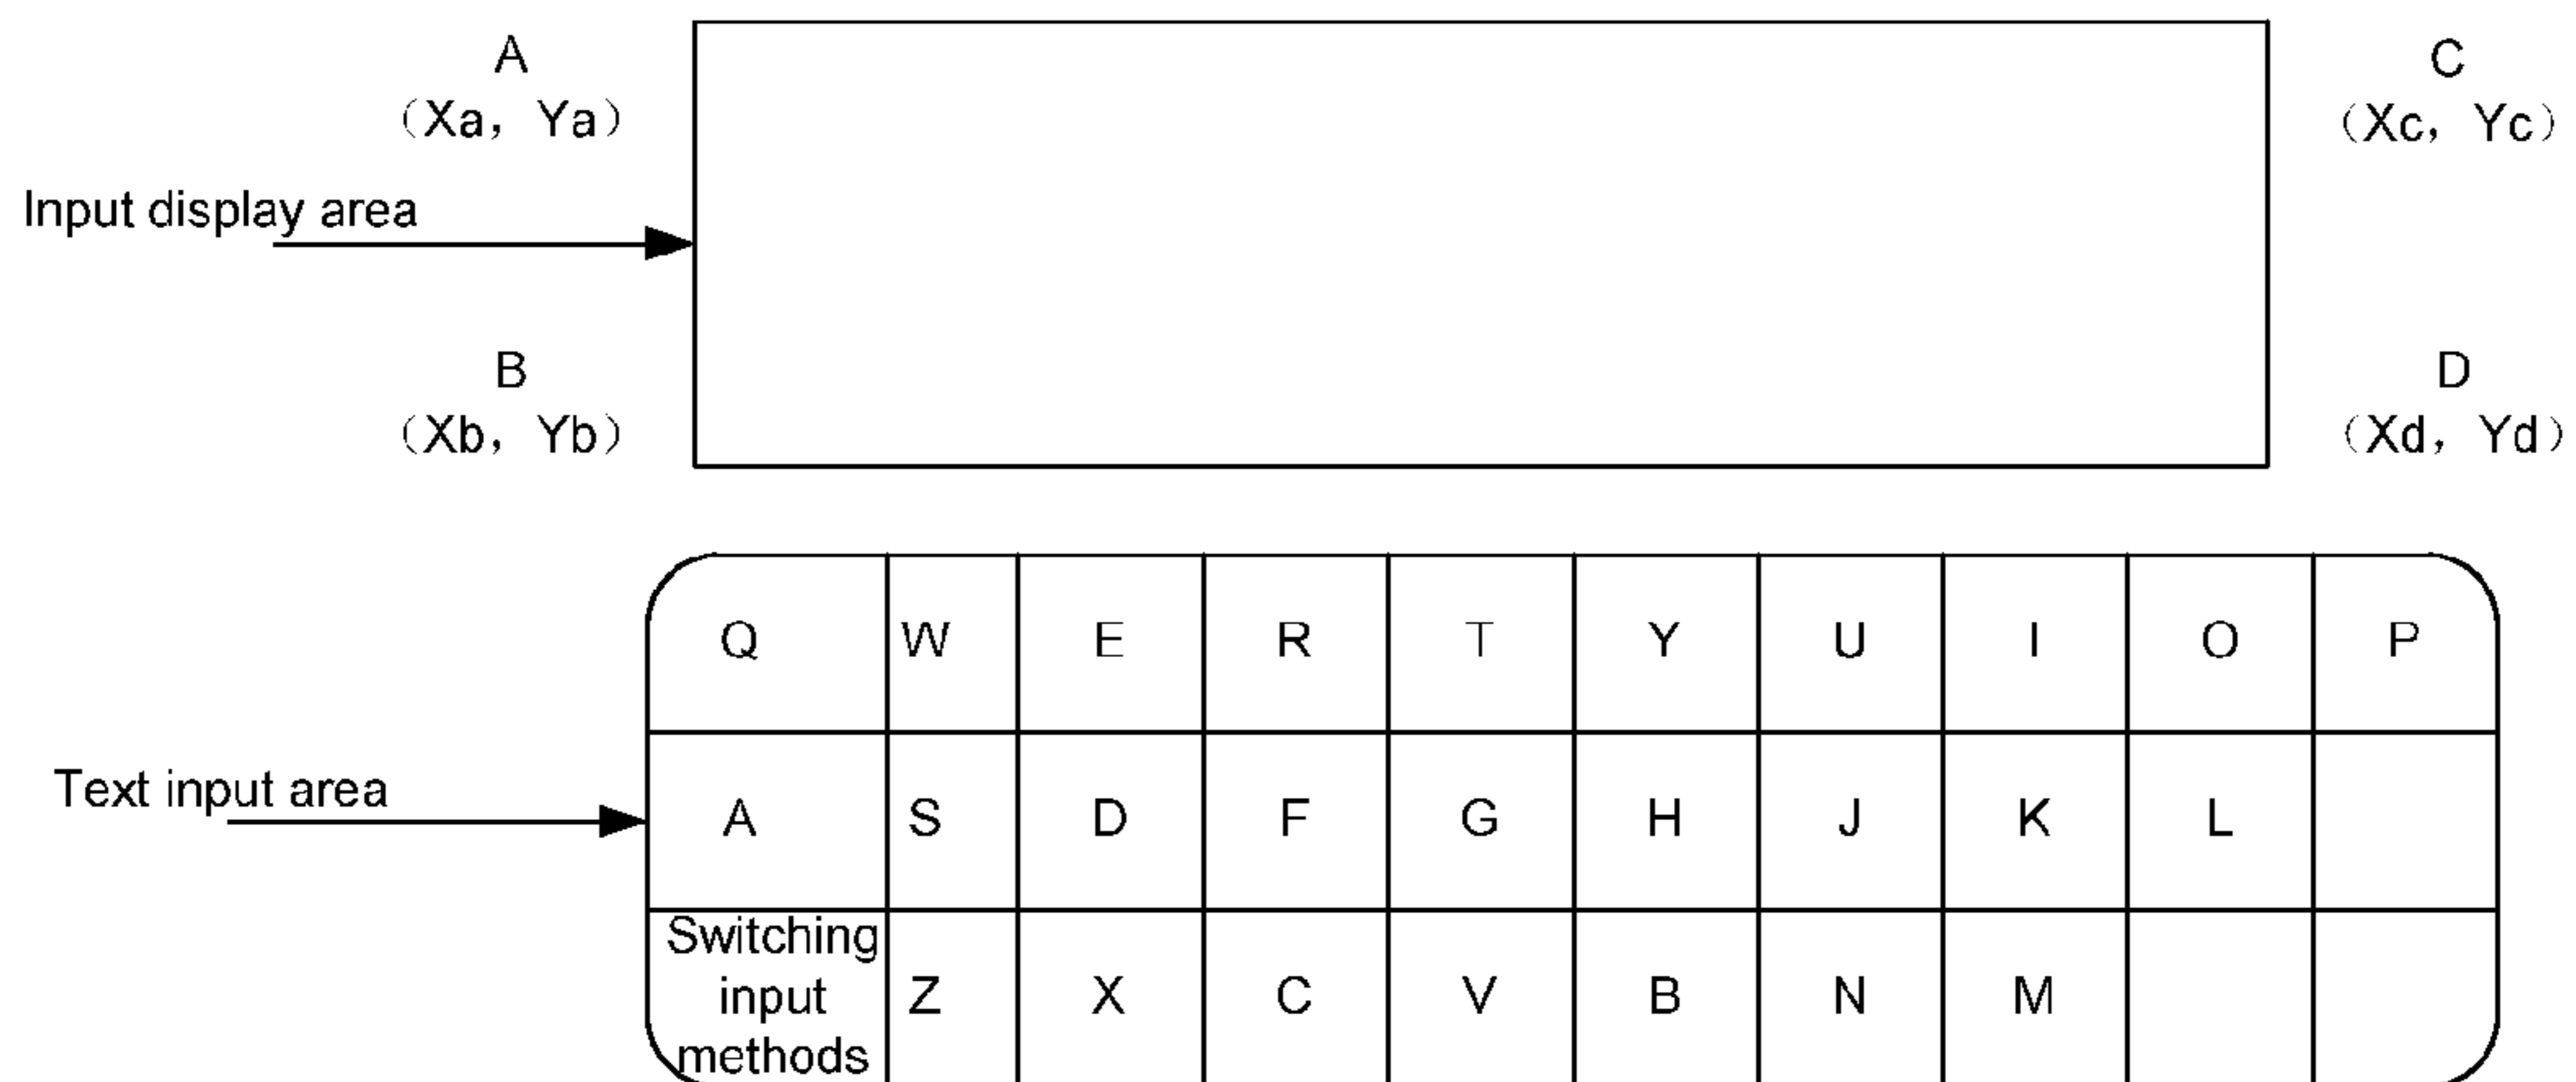 A
（Xa，Ya）
C
（Xc，Yc）
Input display area
B
（Xb，Yb）
D
（Xd，Yd）
Q W E R T Y U I O P
Text input area
A S D F G H J K L
Switching
input
methods
Z X C V B N M